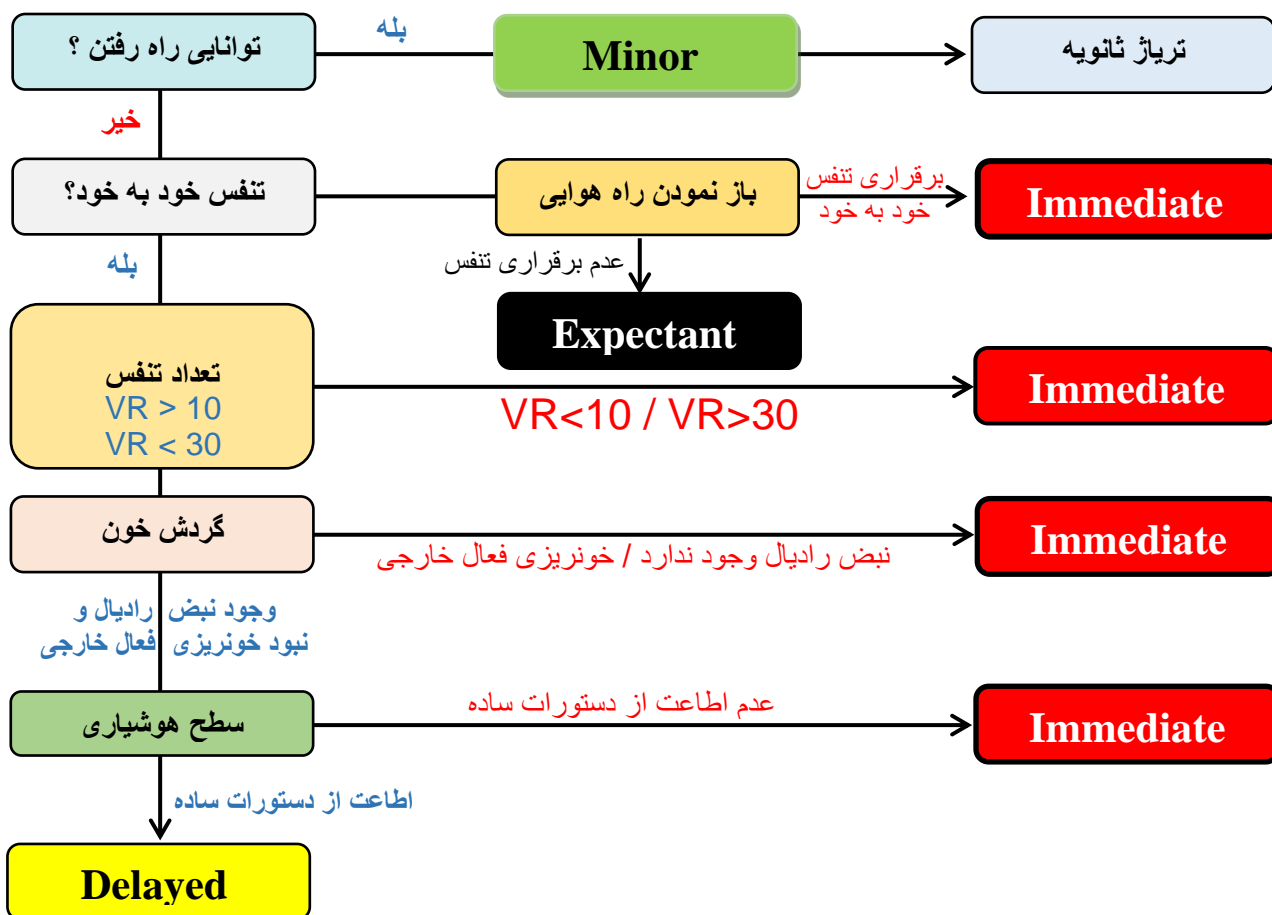 توانایی راه رفتن ؟
بله
Minor
تریاژ ثانویه
خیر
تنفس خود به خود؟
باز نمودن راه هوایی
برقراری تنفس
خود به خود
Immediate
بله
عدم برقراری تنفس
Expectant
تعداد تنفس
VR > 10
VR < 30
VR<10 / VR>30
Immediate
گردش خون
نبض رادیال وجود ندارد / خونریزی فعال خارجی
Immediate
وجود نبض رادیال و
نبود خونریزی فعال خارجی
سطح هوشیاری
عدم اطاعت از دستورات ساده
Immediate
اطاعت از دستورات ساده
Delayed